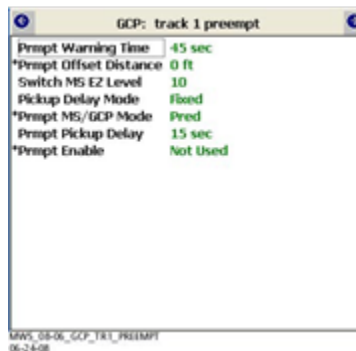 GCP: track 1 preempt
Prmpt Warning Time 45 sec
*Prmpt Offset Distance 0 ft
Switch MS EZ Level 10
Pickup Delay Mode Fixed
*Prmpt MS/GCP Mode Pred
Prmpt Pickup Delay 15 sec
*Prmpt Enable Not Used
MWS_08-06_GCP_TR1_PREEMPT
06-24-08